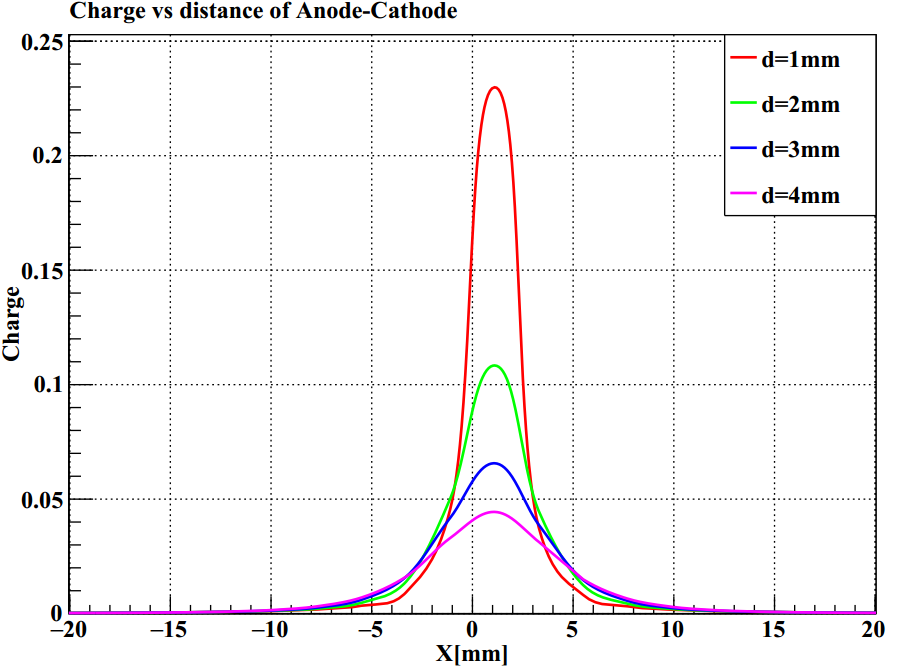 Charge vs distance of Anode-Cathode
0.25
0.2
0.15
0.1
0.05
0
Charge
d=1mm
d=2mm
d=3mm
d=4mm
−20 −15 −10 −5 0 5 10 15 20
X[mm]